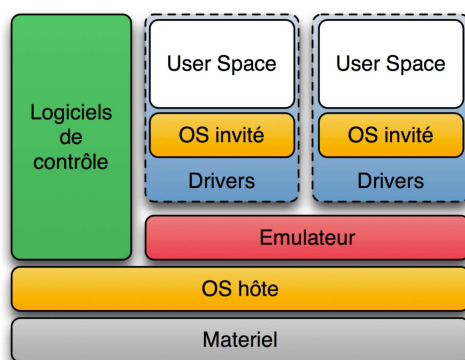 Logiciels
de
contrôle
User Space
OS invité
Drivers
User Space
OS invité
Drivers
Emulateur
OS hôte
Materiel